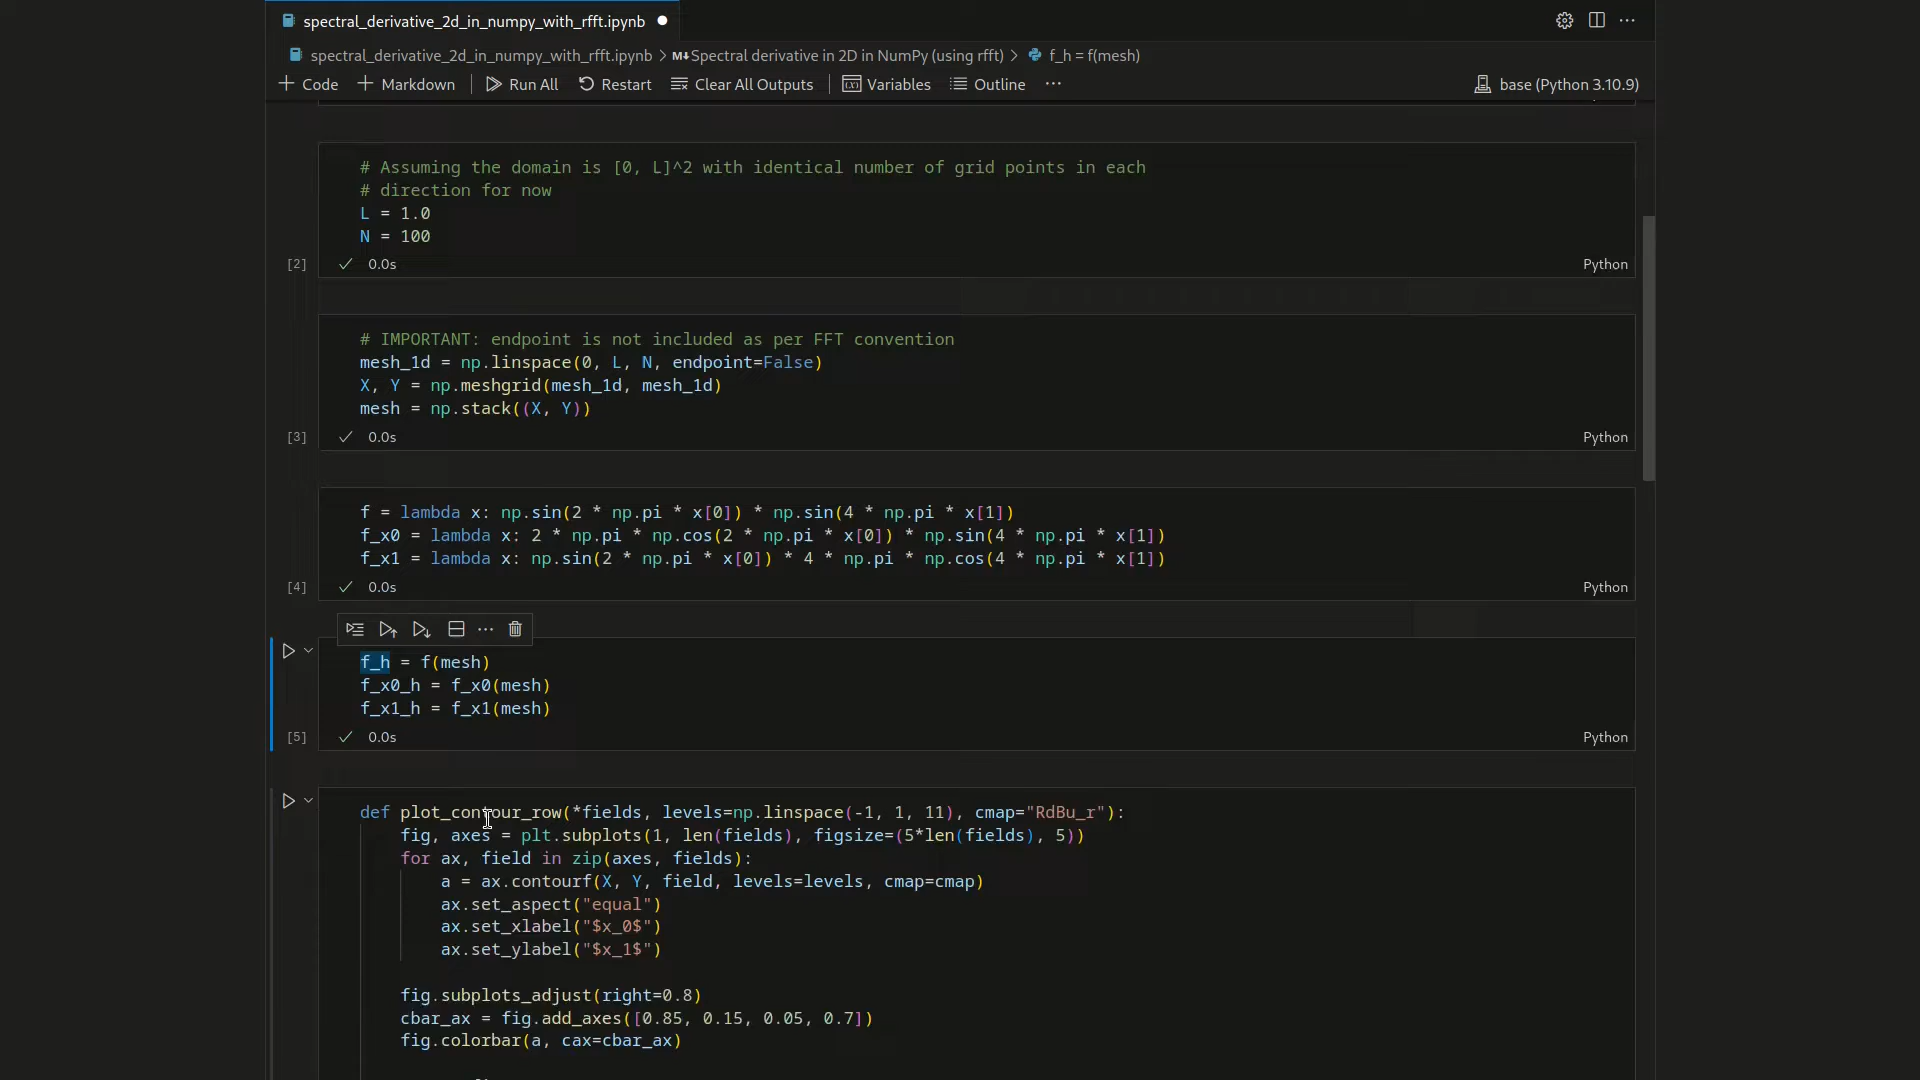 spectral_derivative_2d_in_numpy_with_rfft.ipynb
spectral_derivative_2d_in_numpy_with_rfft.ipynb > M↓ Spectral derivative in 2D in NumPy (using rfft) > f_h = f(mesh)
+ Code + Markdown Run All Restart Clear All Outputs Variables Outline ··· base (Python 3.10.9)
# Assuming the domain is [0, L]^2 with identical number of grid points in each
# direction for now
L = 1.0
N = 100
[2] ✓ 0.0s Python
# IMPORTANT: endpoint is not included as per FFT convention
mesh_1d = np.linspace(0, L, N, endpoint=False)
X, Y = np.meshgrid(mesh_1d, mesh_1d)
mesh = np.stack((X, Y))
[3] ✓ 0.0s Python
f = lambda x: np.sin(2 * np.pi * x[0]) * np.sin(4 * np.pi * x[1])
f_x0 = lambda x: 2 * np.pi * np.cos(2 * np.pi * x[0]) * np.sin(4 * np.pi * x[1])
f_x1 = lambda x: np.sin(2 * np.pi * x[0]) * 4 * np.pi * np.cos(4 * np.pi * x[1])
[4] ✓ 0.0s Python
f_h = f(mesh)
f_x0_h = f_x0(mesh)
f_x1_h = f_x1(mesh)
[5] ✓ 0.0s Python
def plot_contour_row(*fields, levels=np.linspace(-1, 1, 11), cmap="RdBu_r"):
    fig, axes = plt.subplots(1, len(fields), figsize=(5*len(fields), 5))
    for ax, field in zip(axes, fields):
        a = ax.contourf(X, Y, field, levels=levels, cmap=cmap)
        ax.set_aspect("equal")
        ax.set_xlabel("$x_0$")
        ax.set_ylabel("$x_1$")
    fig.subplots_adjust(right=0.8)
    cbar_ax = fig.add_axes([0.85, 0.15, 0.05, 0.7])
    fig.colorbar(a, cax=cbar_ax)